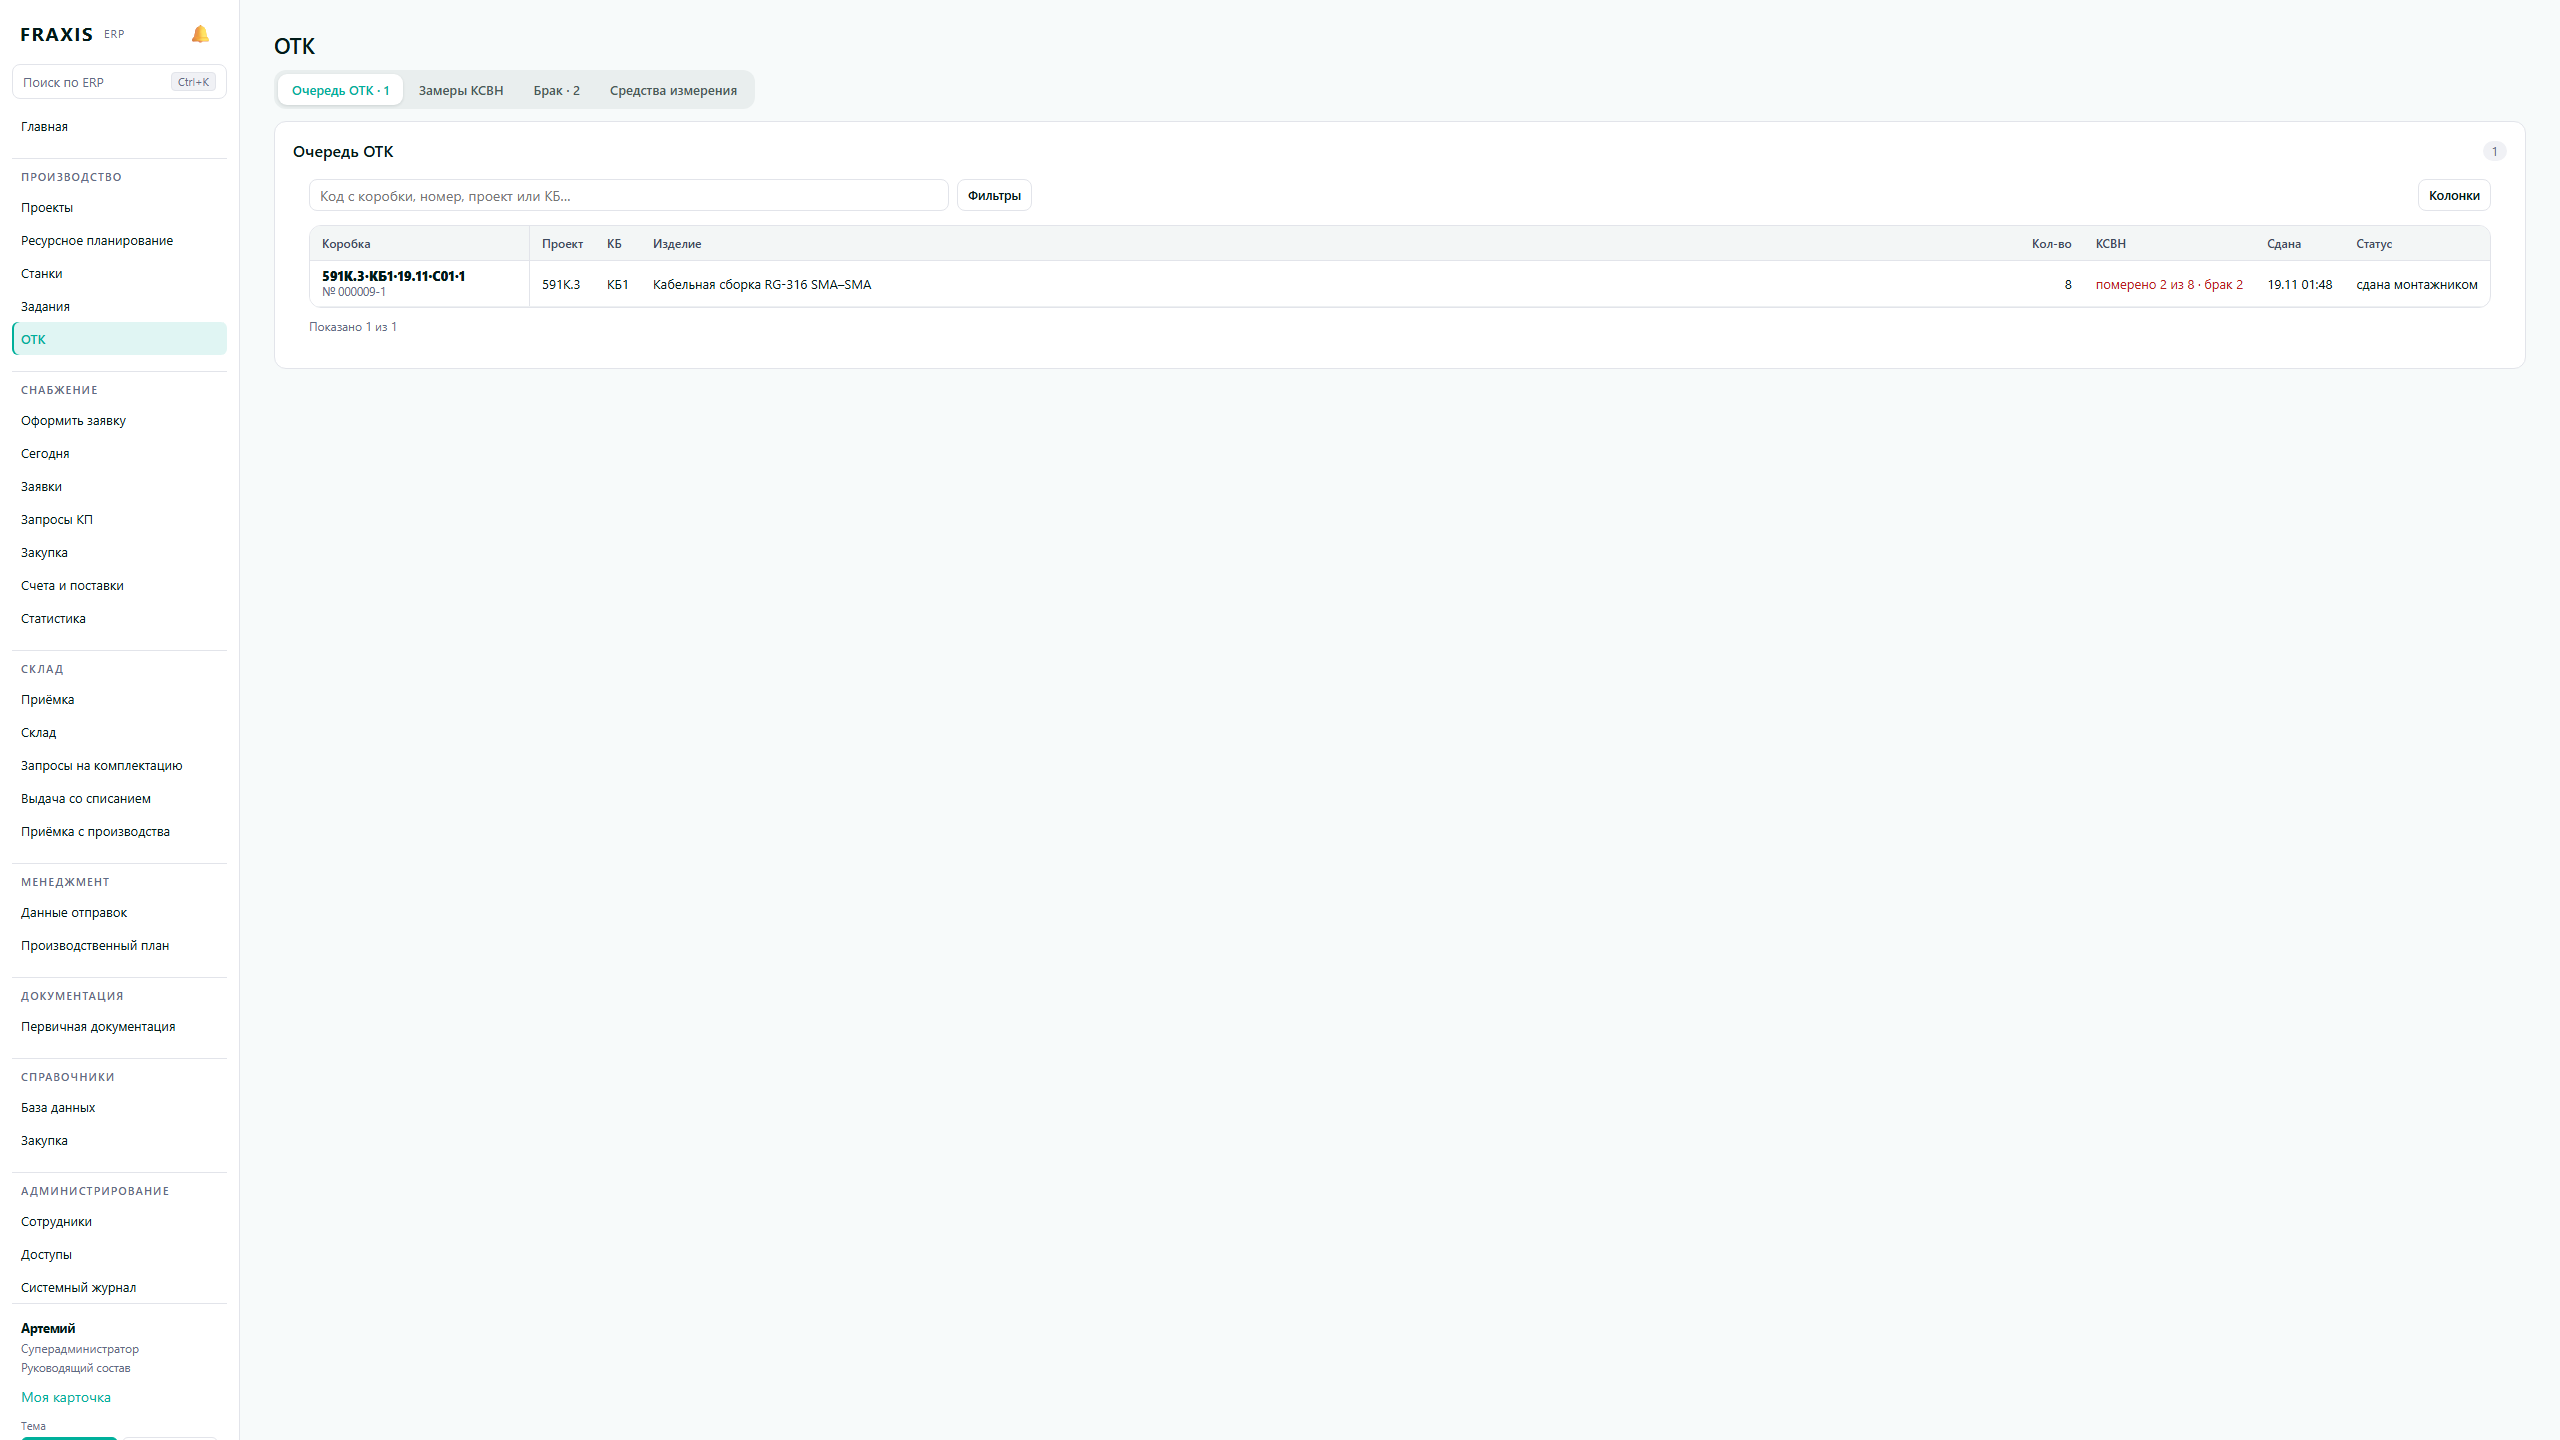 FRAXIS ERP
Поиск по ERP Ctrl+K
Главная
ПРОИЗВОДСТВО
Проекты
Ресурсное планирование
Станки
Задания
ОТК
СНАБЖЕНИЕ
Оформить заявку
Сегодня
Заявки
Запросы КП
Закупка
Счета и поставки
Статистика
СКЛАД
Приёмка
Склад
Запросы на комплектацию
Выдача со списанием
Приёмка с производства
МЕНЕДЖМЕНТ
Данные отправок
Производственный план
ДОКУМЕНТАЦИЯ
Первичная документация
СПРАВОЧНИКИ
База данных
Закупка
АДМИНИСТРИРОВАНИЕ
Сотрудники
Доступы
Системный журнал
Артемий
Суперадминистратор
Руководящий состав
Моя карточка
Тема
ОТК
Очередь ОТК · 1 Замеры КСВН Брак · 2 Средства измерения
Очередь ОТК 1
Код с коробки, номер, проект или КБ... Фильтры Колонки
Коробка Проект КБ Изделие Кол-во КСВН Сдана Статус
591К.3·КБ1·19.11·С01·1
№ 000009-1
591К.3 КБ1 Кабельная сборка RG-316 SMA–SMA 8 померено 2 из 8 · брак 2 19.11 01:48 сдана монтажником
Показано 1 из 1